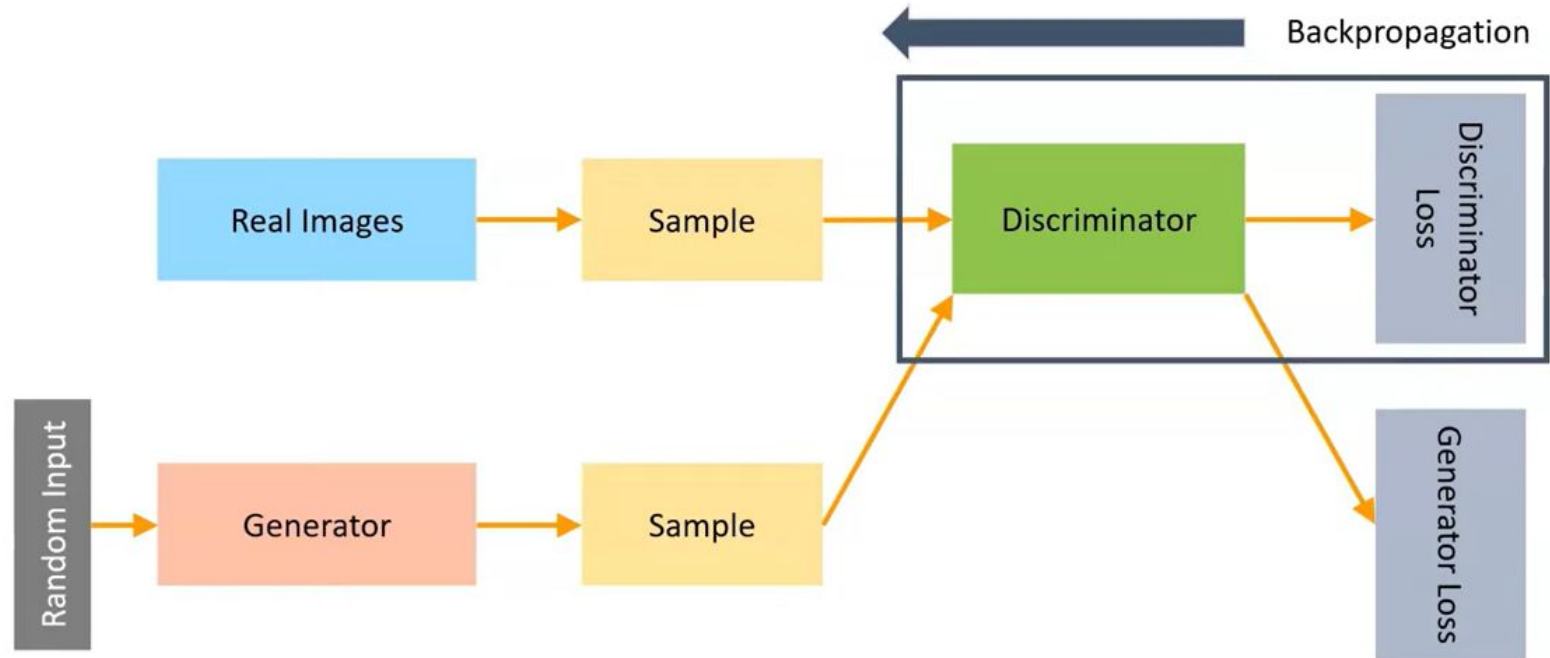 Backpropagation
Real Images
Sample
Discriminator
Discriminator
Loss
Random Input
Generator
Sample
Generator Loss